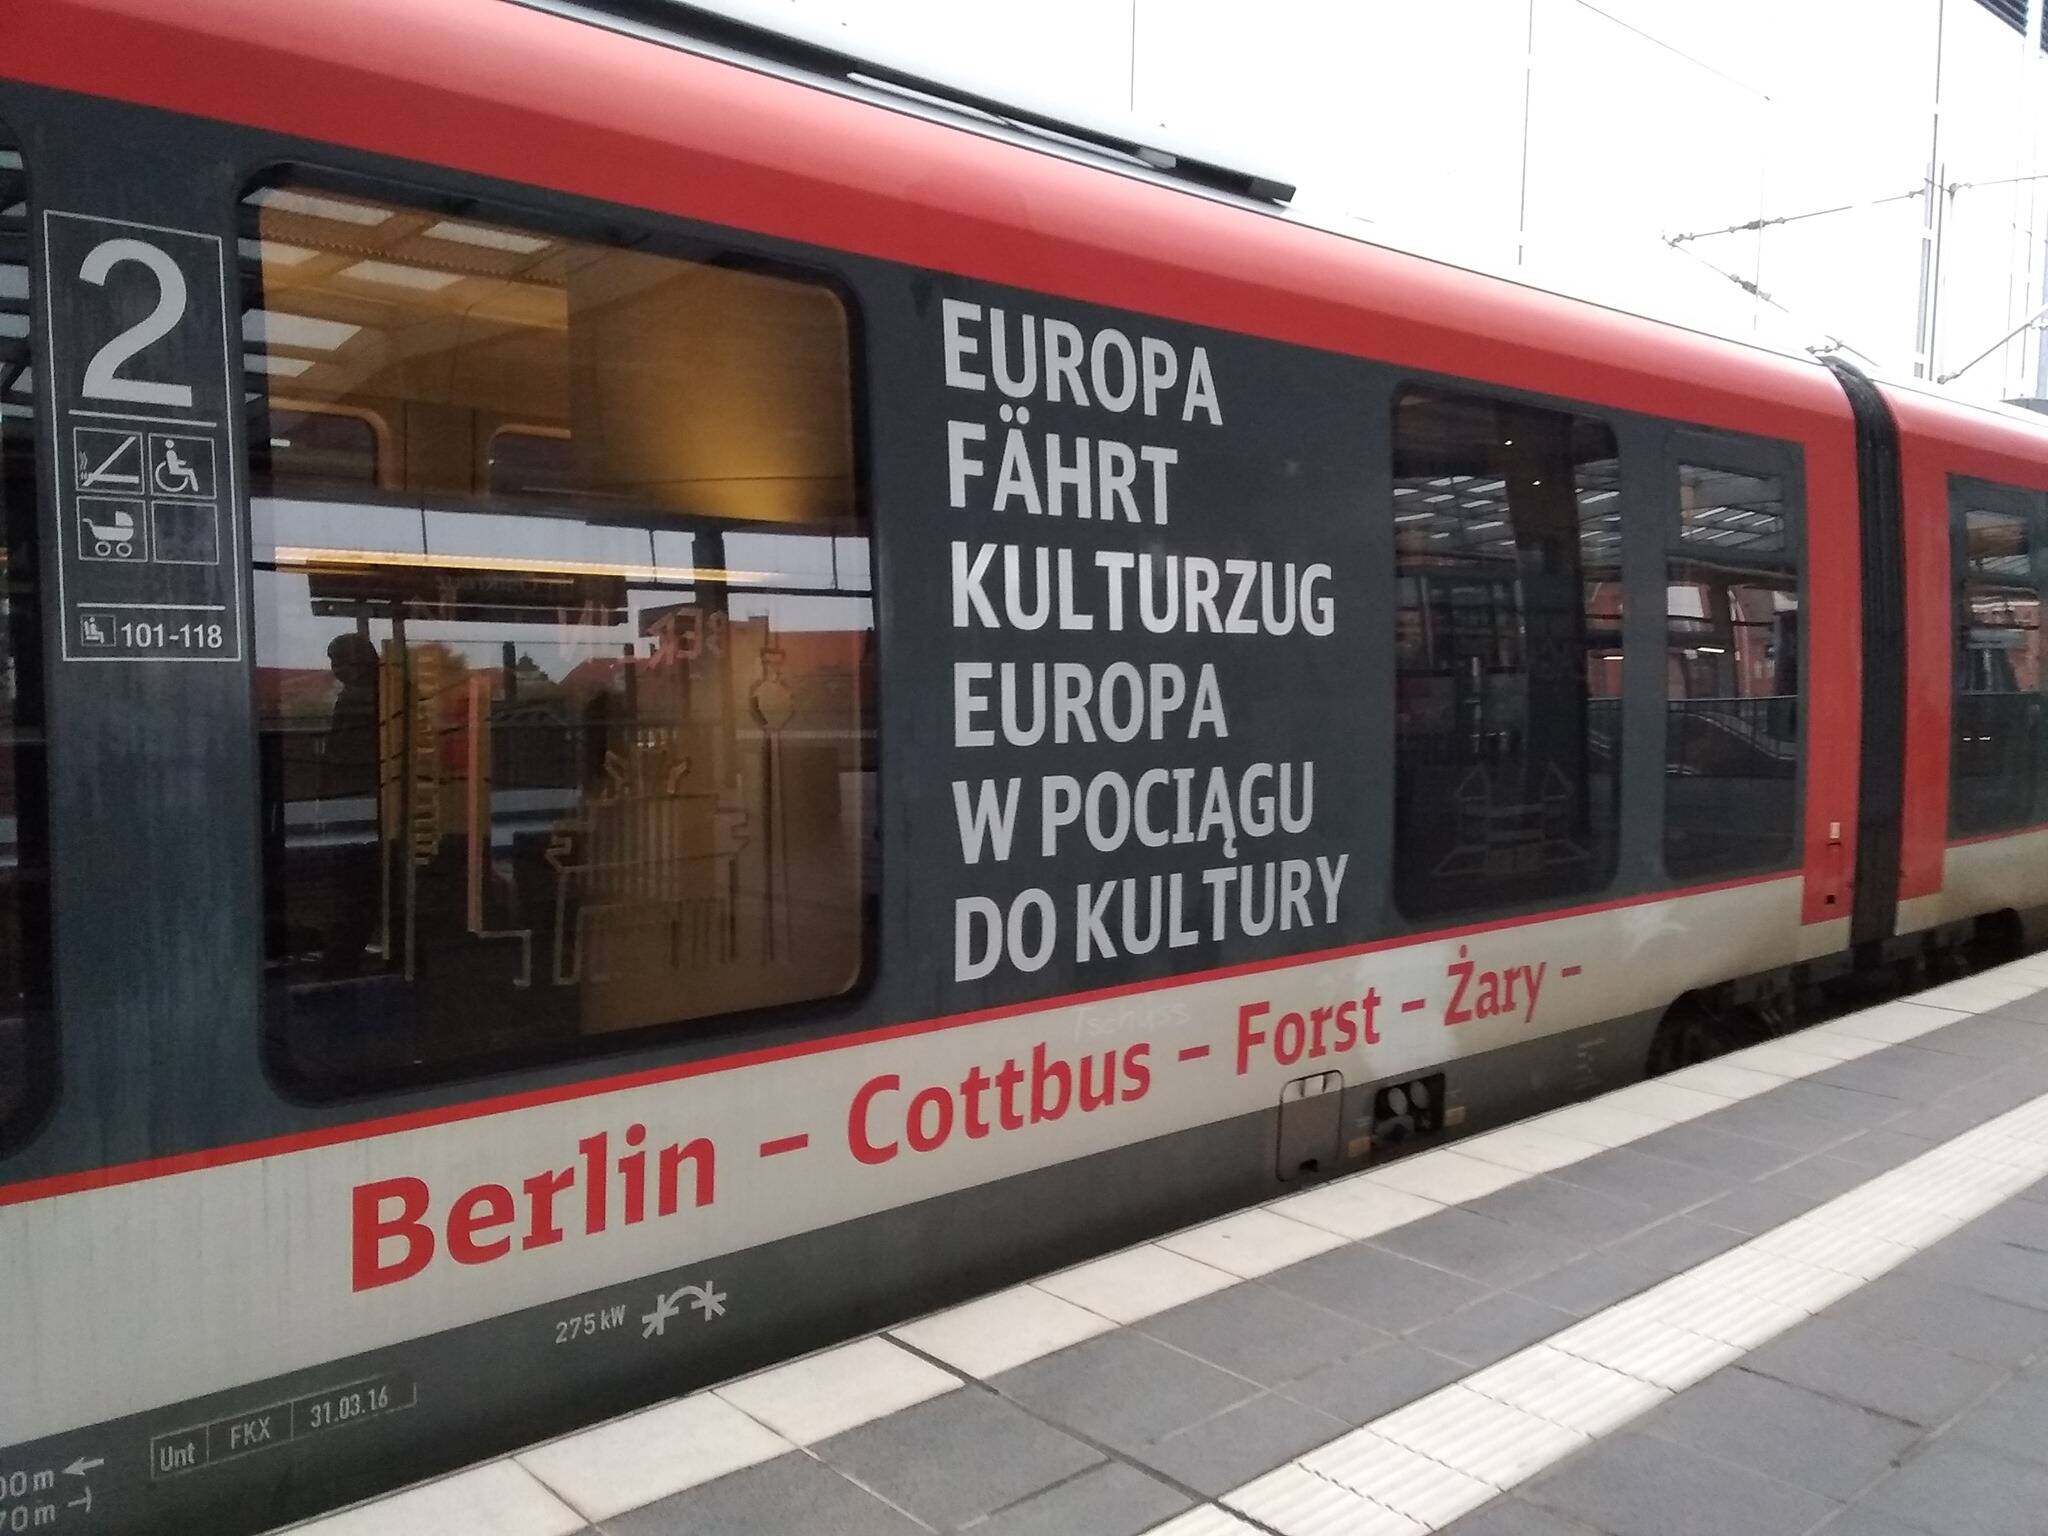 2
101-118
EUROPA
FÄHRT
KULTURZUG
EUROPA
W POCIĄGU
DO KULTURY
Berlin – Cottbus – Forst – Żary –
275 kW
Unt FKX 31.03.16